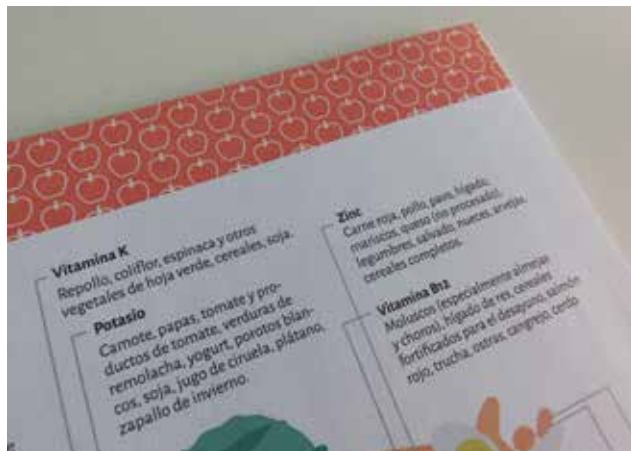 Vitamina K
Repollo, coliflor, espinaca y otros
vegetales de hoja verde, cereales, soja.
Potasio
Camote, papas, tomate y pro-
ductos de tomate, verduras de
remolacha, yogurt, porotos blan-
cos, soja, jugo de ciruela, plátano,
zapallo de invierno.
Zinc
Carne roja, pollo, pavo, hígado,
mariscos, queso (no procesado),
legumbres, salvado, nueces, arvejas,
cereales completos.
Vitamina B12
Moluscos (especialmente almejas
y choros), hígado de res, cereales
fortificados para el desayuno, salmón
rojo, trucha, ostras, cangrejo, cerdo.